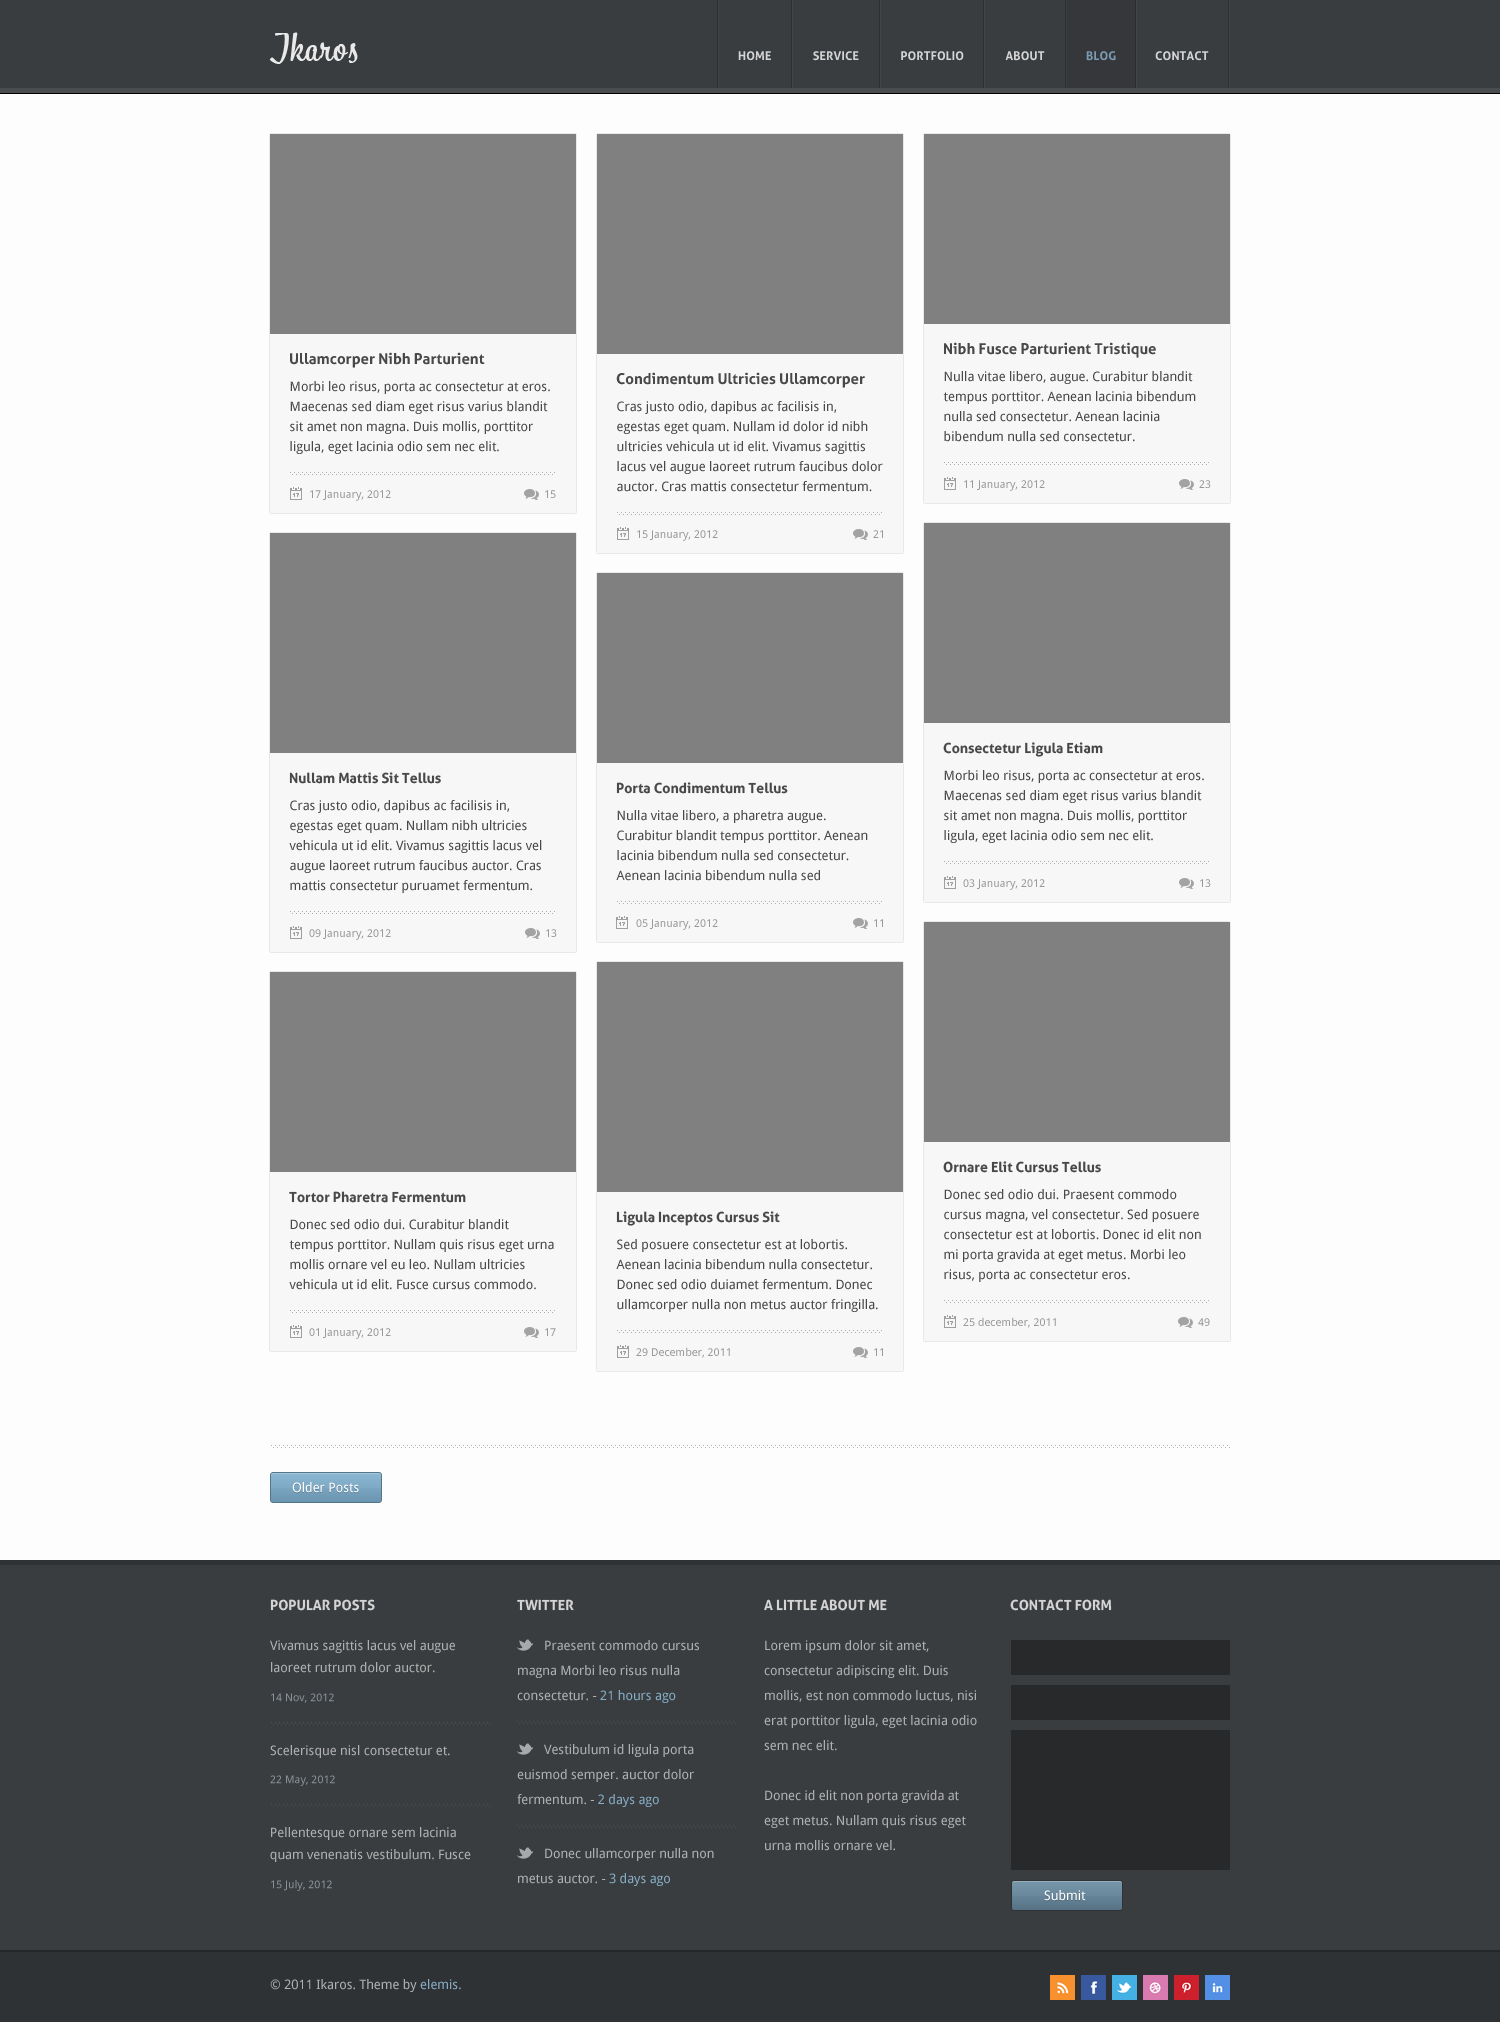 Ikaros
HOME
SERVICE
PORTFOLIO
ABOUT
BLOG
CONTACT
Ullamcorper Nibh Parturient
Morbi leo risus, porta ac consectetur at eros.
Maecenas sed diam eget risus varius blandit
sit amet non magna. Duis mollis, porttitor
ligula, eget lacinia odio sem nec elit.
17 January, 2012
15
Condimentum Ultricies Ullamcorper
Cras justo odio, dapibus ac facilisis in,
egestas eget quam. Nullam id dolor id nibh
ultricies vehicula ut id elit. Vivamus sagittis
lacus vel augue laoreet rutrum faucibus dolor
auctor. Cras mattis consectetur fermentum.
15 January, 2012
21
Nibh Fusce Parturient Tristique
Nulla vitae libero, augue. Curabitur blandit
tempus porttitor. Aenean lacinia bibendum
nulla sed consectetur. Aenean lacinia
bibendum nulla sed consectetur.
11 January, 2012
23
Nullam Mattis Sit Tellus
Cras justo odio, dapibus ac facilisis in,
egestas eget quam. Nullam nibh ultricies
vehicula ut id elit. Vivamus sagittis lacus vel
augue laoreet rutrum faucibus auctor. Cras
mattis consectetur puruamet fermentum.
09 January, 2012
13
Porta Condimentum Tellus
Nulla vitae libero, a pharetra augue.
Curabitur blandit tempus porttitor. Aenean
lacinia bibendum nulla sed consectetur.
Aenean lacinia bibendum nulla sed
05 January, 2012
11
Consectetur Ligula Etiam
Morbi leo risus, porta ac consectetur at eros.
Maecenas sed diam eget risus varius blandit
sit amet non magna. Duis mollis, porttitor
ligula, eget lacinia odio sem nec elit.
03 January, 2012
13
Tortor Pharetra Fermentum
Donec sed odio dui. Curabitur blandit
tempus porttitor. Nullam quis risus eget urna
mollis ornare vel eu leo. Nullam ultricies
vehicula ut id elit. Fusce cursus commodo.
01 January, 2012
17
Ligula Inceptos Cursus Sit
Sed posuere consectetur est at lobortis.
Aenean lacinia bibendum nulla consectetur.
Donec sed odio duiamet fermentum. Donec
ullamcorper nulla non metus auctor fringilla.
29 December, 2011
11
Ornare Elit Cursus Tellus
Donec sed odio dui. Praesent commodo
cursus magna, vel consectetur. Sed posuere
consectetur est at lobortis. Donec id elit non
mi porta gravida at eget metus. Morbi leo
risus, porta ac consectetur eros.
25 december, 2011
49
Older Posts
POPULAR POSTS
Vivamus sagittis lacus vel augue
laoreet rutrum dolor auctor.
14 Nov, 2012
Scelerisque nisl consectetur et.
22 May, 2012
Pellentesque ornare sem lacinia
quam venenatis vestibulum. Fusce
15 July, 2012
TWITTER
Praesent commodo cursus
magna Morbi leo risus nulla
consectetur. - 21 hours ago
Vestibulum id ligula porta
euismod semper. auctor dolor
fermentum. - 2 days ago
Donec ullamcorper nulla non
metus auctor. - 3 days ago
A LITTLE ABOUT ME
Lorem ipsum dolor sit amet,
consectetur adipiscing elit. Duis
mollis, est non commodo luctus, nisi
erat porttitor ligula, eget lacinia odio
sem nec elit.
Donec id elit non porta gravida at
eget metus. Nullam quis risus eget
urna mollis ornare vel.
CONTACT FORM
Submit
© 2011 Ikaros. Theme by elemis.